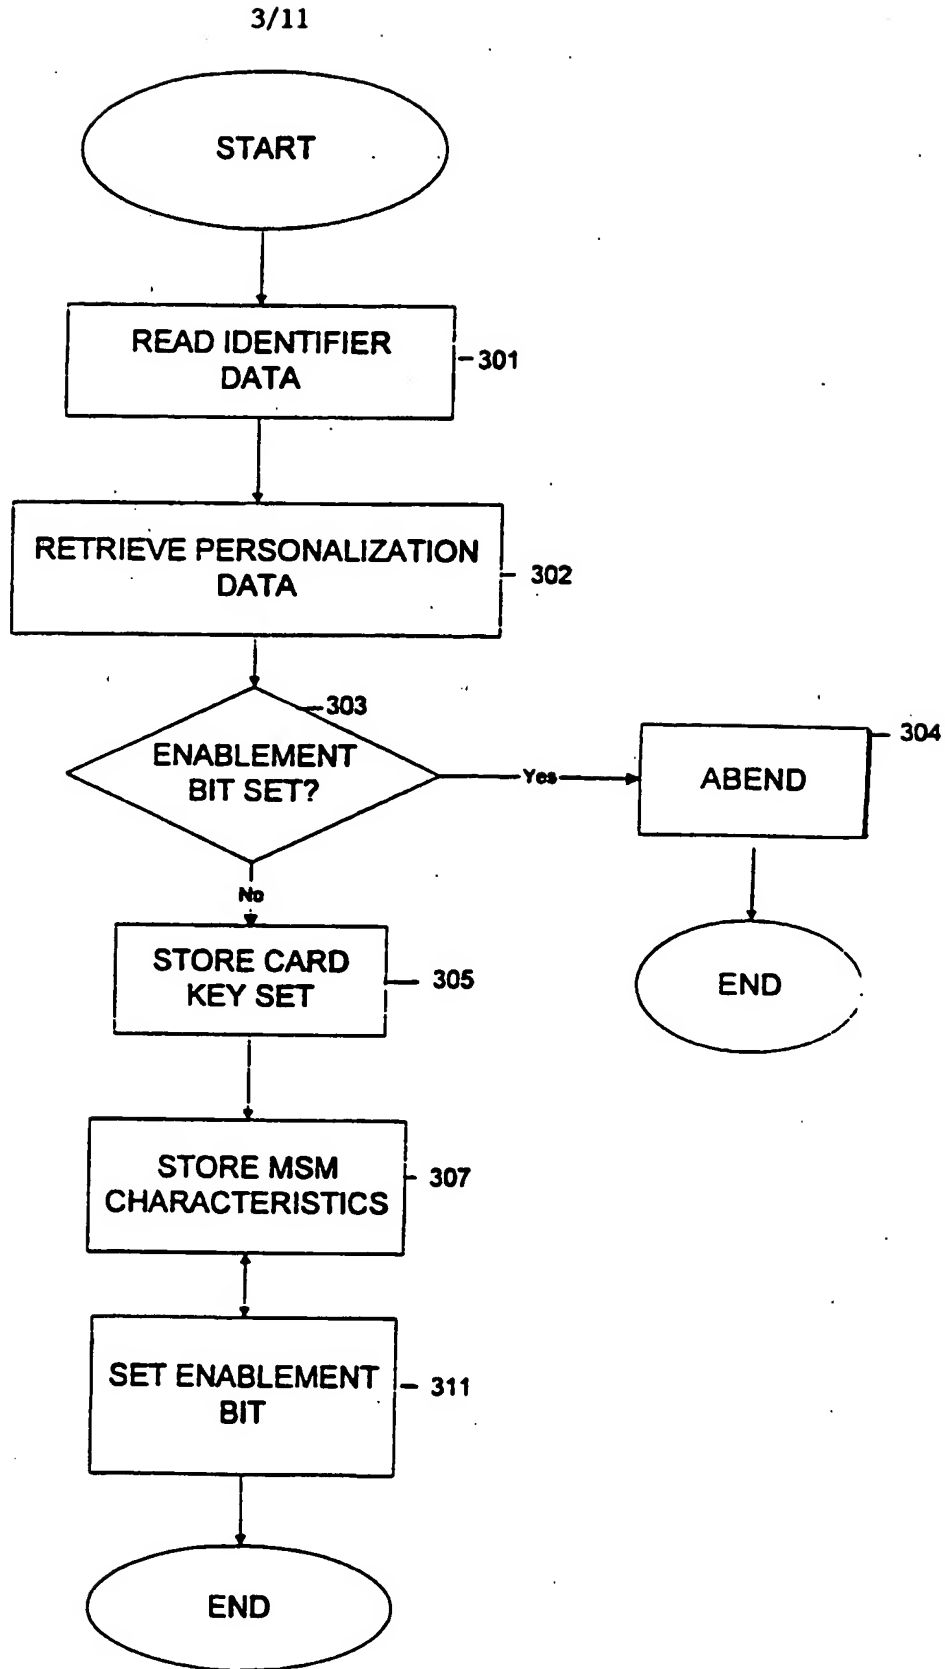 3/11
START
READ IDENTIFIER
DATA
301
RETRIEVE PERSONALIZATION
DATA
302
303
ENABLEMENT
BIT SET?
Yes
304
ABEND
No
END
STORE CARD
KEY SET
305
STORE MSM
CHARACTERISTICS
307
SET ENABLEMENT
BIT
311
END